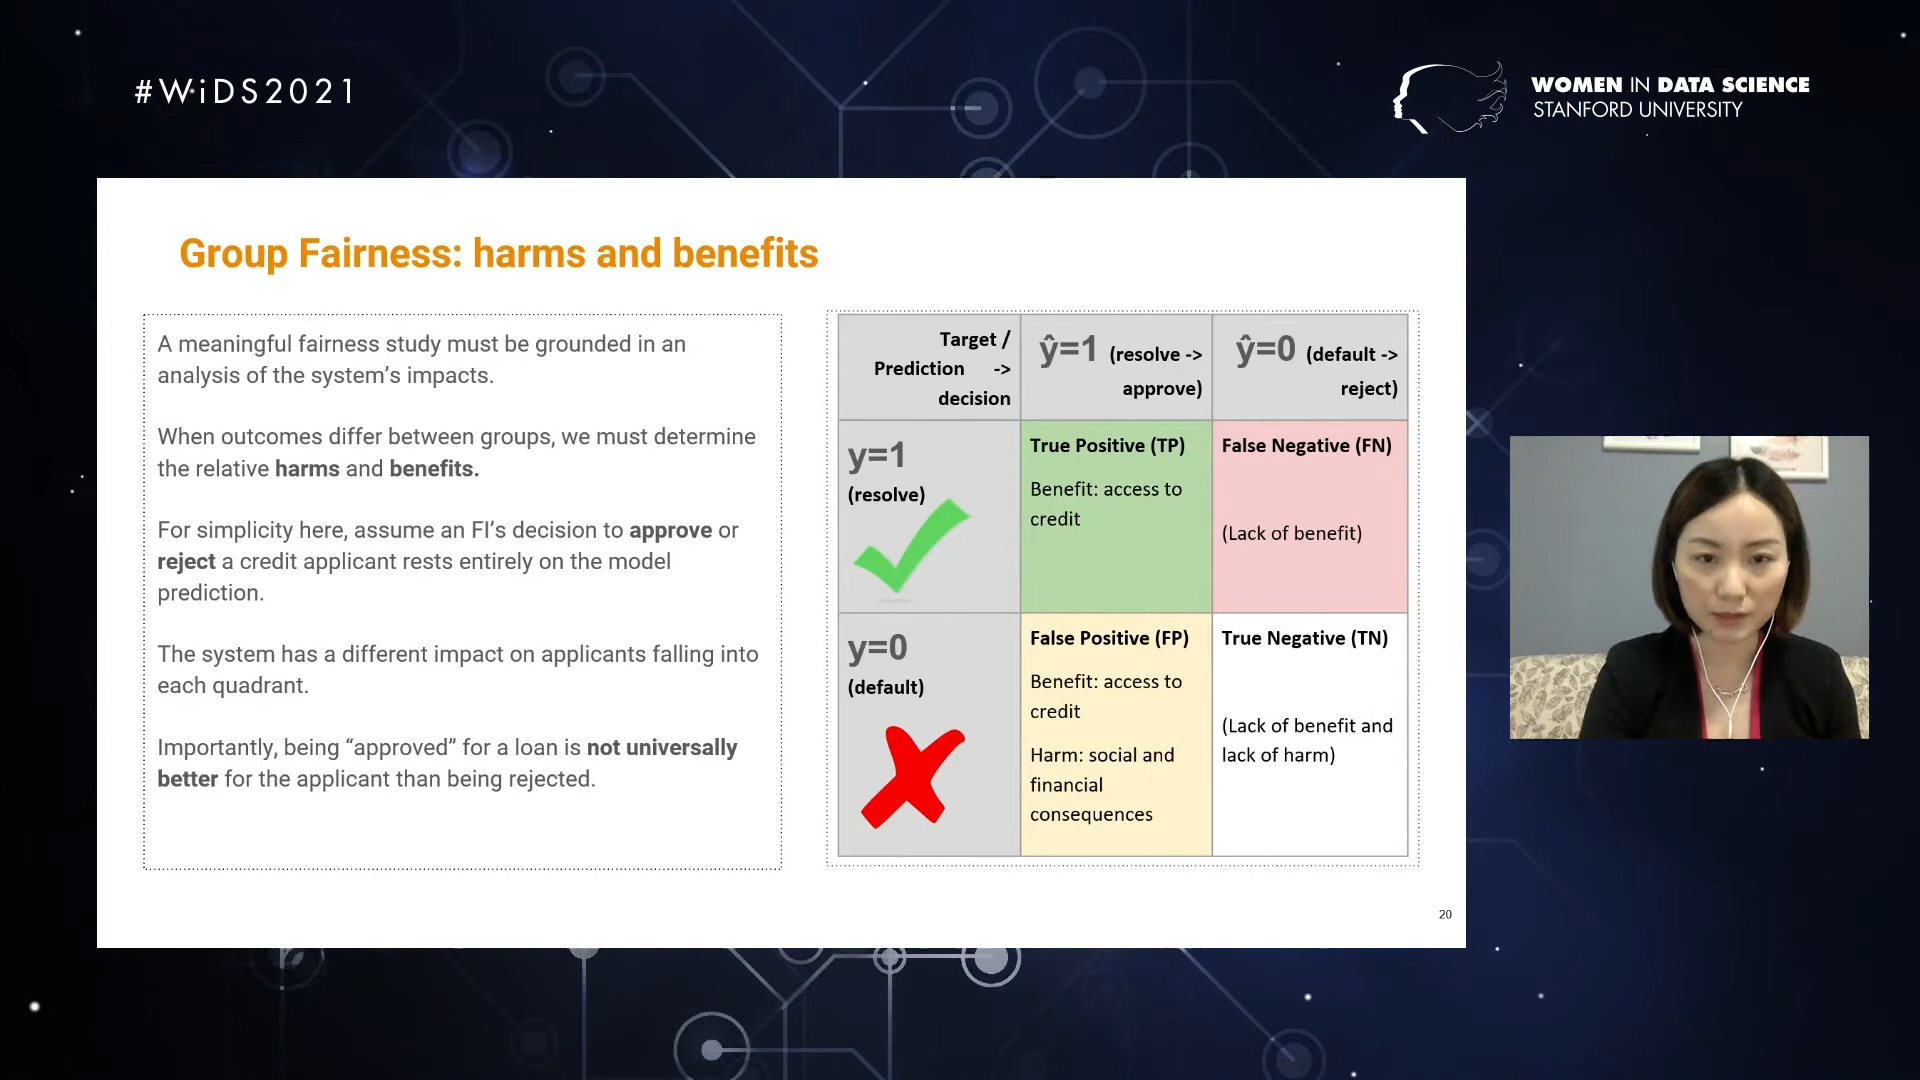 #WiDS2021
WOMEN IN DATA SCIENCE
STANFORD UNIVERSITY
Group Fairness: harms and benefits
A meaningful fairness study must be grounded in an
analysis of the system's impacts.
When outcomes differ between groups, we must determine
the relative harms and benefits.
For simplicity here, assume an FI's decision to approve or
reject a credit applicant rests entirely on the model
prediction.
The system has a different impact on applicants falling into
each quadrant.
Importantly, being “approved” for a loan is not universally
better for the applicant than being rejected.
Target /
Prediction ->
decision
ŷ=1 (resolve ->
approve)
ŷ=0 (default ->
reject)
y=1
(resolve)
True Positive (TP)
Benefit: access to
credit
False Negative (FN)
(Lack of benefit)
y=0
(default)
False Positive (FP)
Benefit: access to
credit
Harm: social and
financial
consequences
True Negative (TN)
(Lack of benefit and
lack of harm)
20